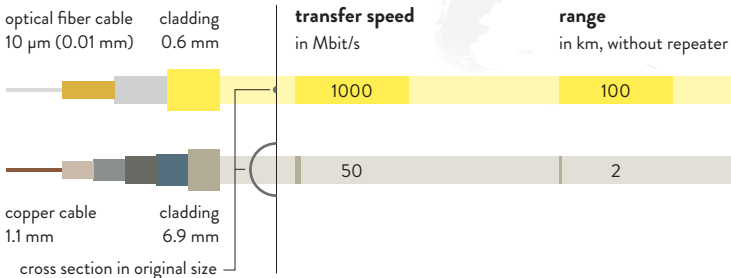 optical fiber cable
10 µm (0.01 mm)
cladding
0.6 mm
transfer speed
in Mbit/s
range
in km, without repeater
1000
100
50
2
copper cable
1.1 mm
cladding
6.9 mm
cross section in original size